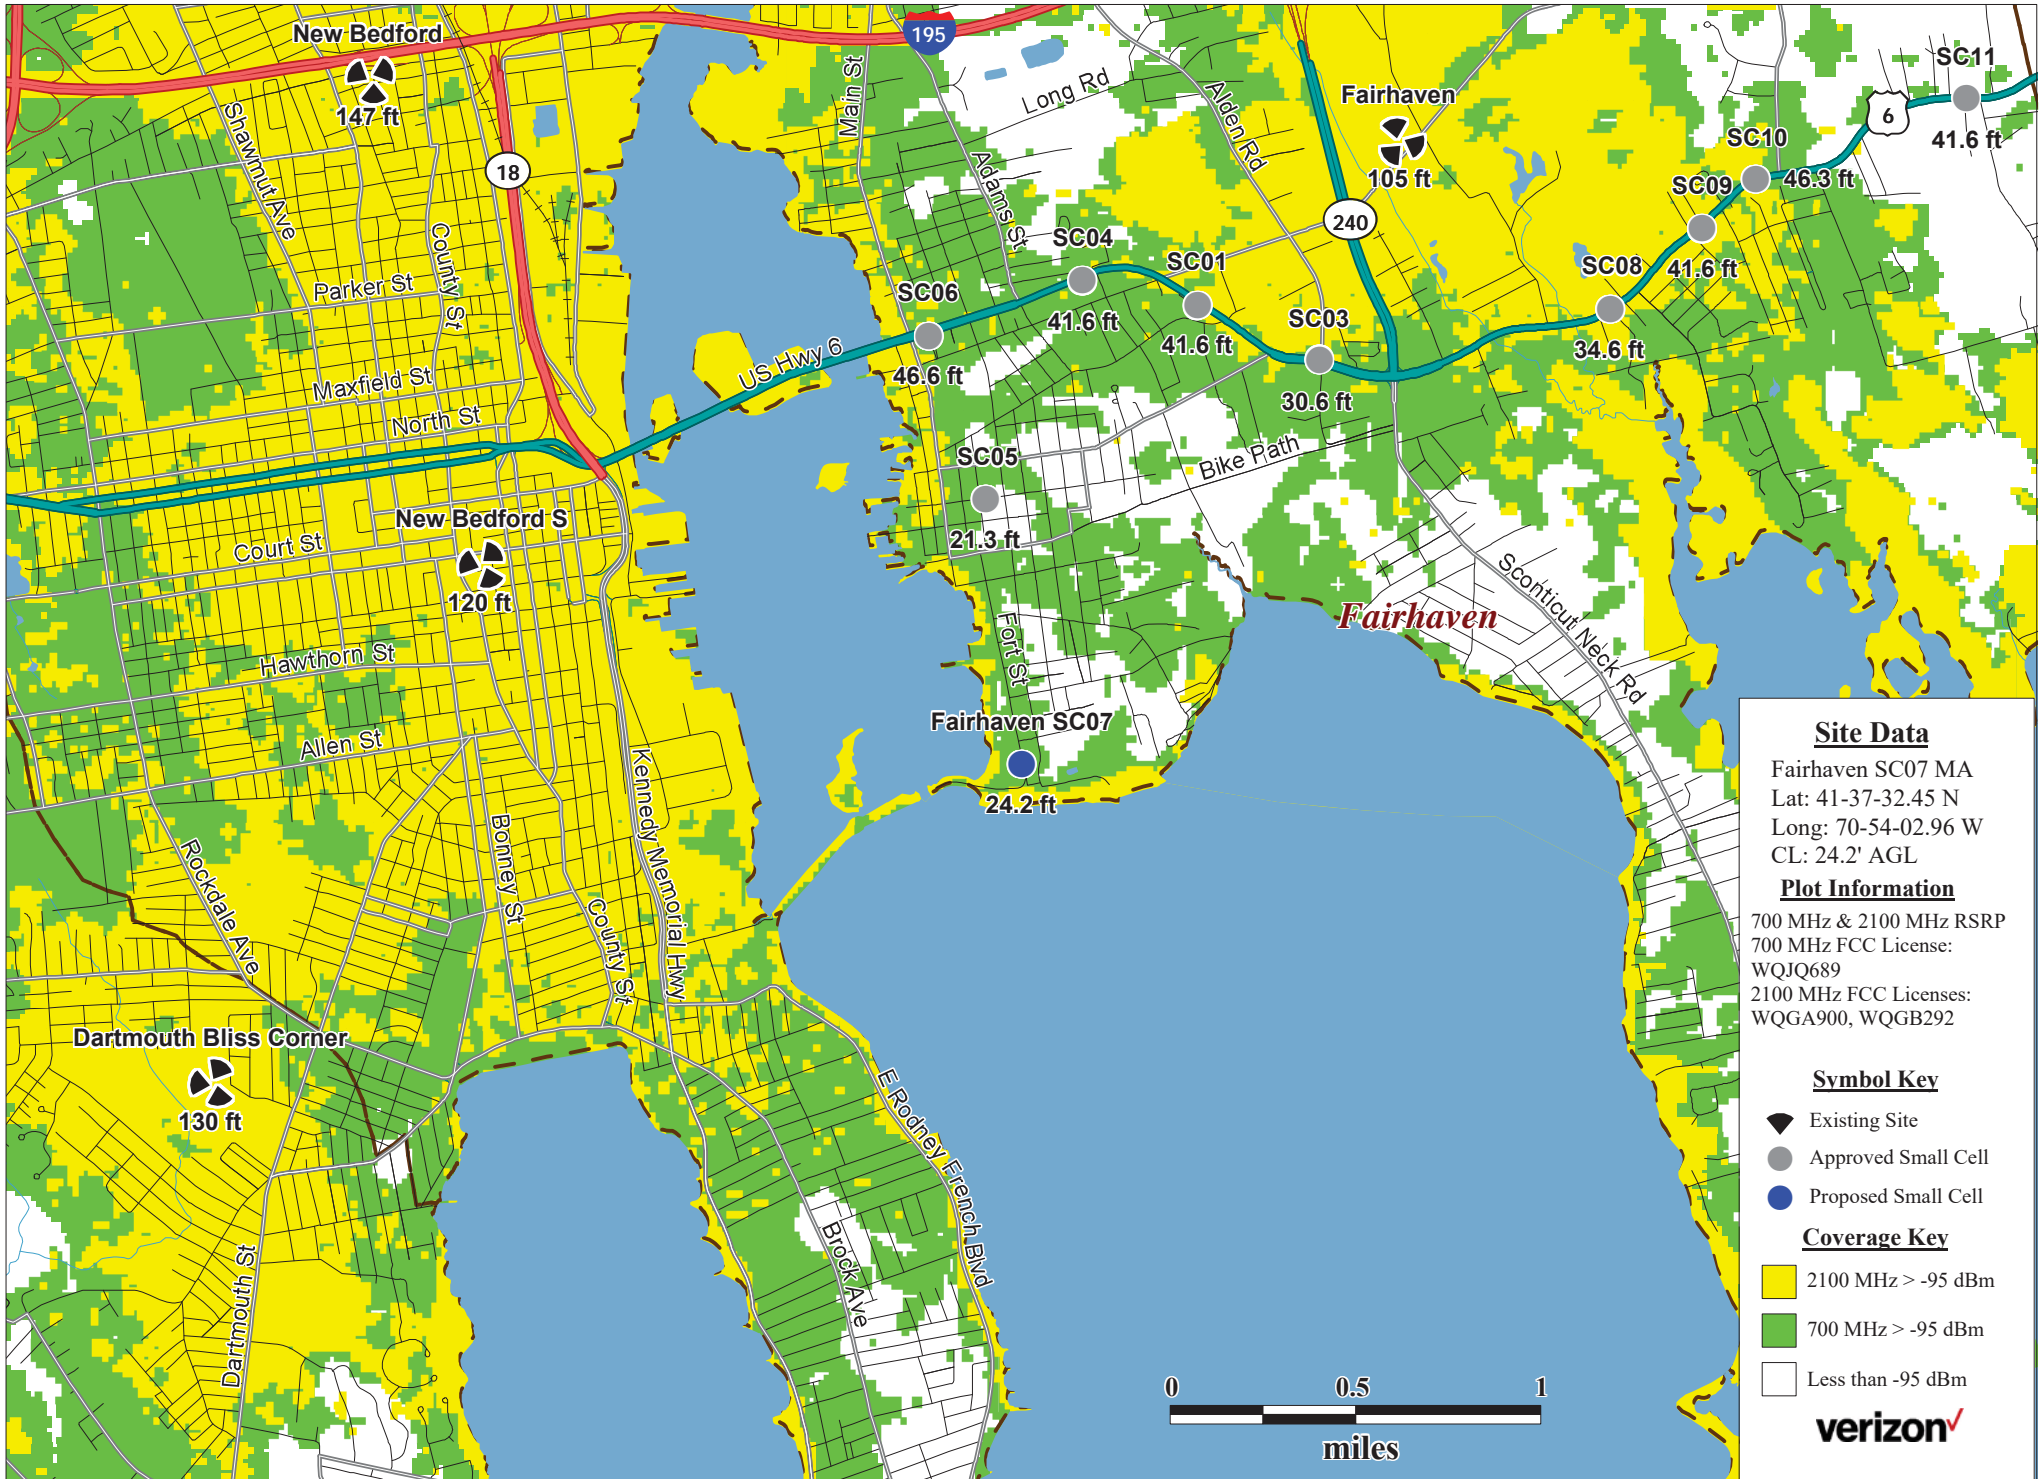 New Bedford
147 ft
195
Main St
Long Rd
Alden Rd
Fairhaven
105 ft
SC11
41.6 ft
6
SC10
46.3 ft
SC09
41.6 ft
Shawmut Ave
18
County St
Adams St
240
SC04
41.6 ft
SC01
41.6 ft
SC08
34.6 ft
Parker St
SC06
46.6 ft
SC03
30.6 ft
US Hwy 6
Maxfield St
North St
SC05
21.3 ft
Bike Path
New Bedford S
120 ft
Court St
Sconticut Neck Rd
Fairhaven
Fort St
Hawthorn St
Allen St
Fairhaven SC07
24.2 ft
Kennedy Memorial Hwy
Bonney St
Rockdale Ave
County St
Dartmouth Bliss Corner
130 ft
E Rodney French Blvd
Brock Ave
Dartmouth St
0 0.5 1
miles
Site Data
Fairhaven SC07 MA
Lat: 41-37-32.45 N
Long: 70-54-02.96 W
CL: 24.2' AGL
Plot Information
700 MHz & 2100 MHz RSRP
700 MHz FCC License:
WQJQ689
2100 MHz FCC Licenses:
WQGA900, WQGB292
Symbol Key
Existing Site
Approved Small Cell
Proposed Small Cell
Coverage Key
2100 MHz > -95 dBm
700 MHz > -95 dBm
Less than -95 dBm
verizon